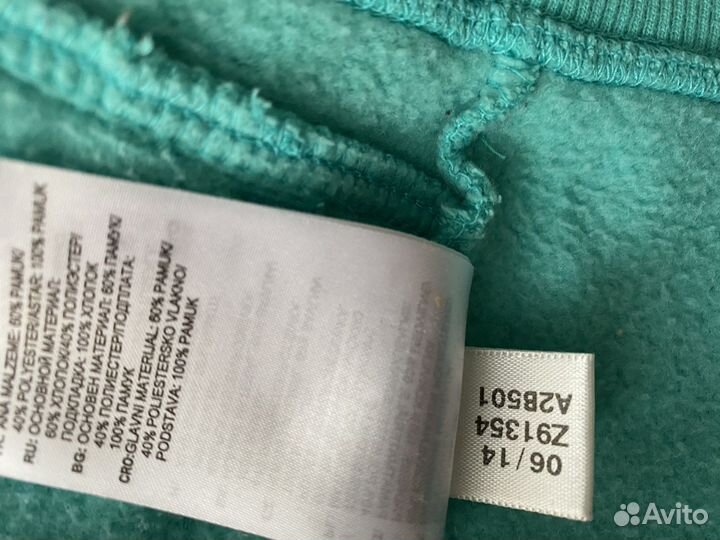 ANA MALZEME: 60% PAMUK/
40% POLYESTERASTAR: 100% PAMUK
RU: ОСНОВНОЙ МАТЕРИАЛ:
60% ХЛОПОК/40% ПОЛИЭСТЕР/
ПОДКЛАДКА: 100% ХЛОПОК
BG: ОСНОВЕН МАТЕРИАЛ: 60% ПАМУК/
40% ПОЛИЕСТЕР/ПОДПЛАТА:
100% ПАМУК
CRO:GLAVNI MATERIJAL: 60% PAMUK/
40% POLIESTERSKO VLAKNO/
PODSTAVA: 100% PAMUK
06/14
Z91354
A2B501
Avito